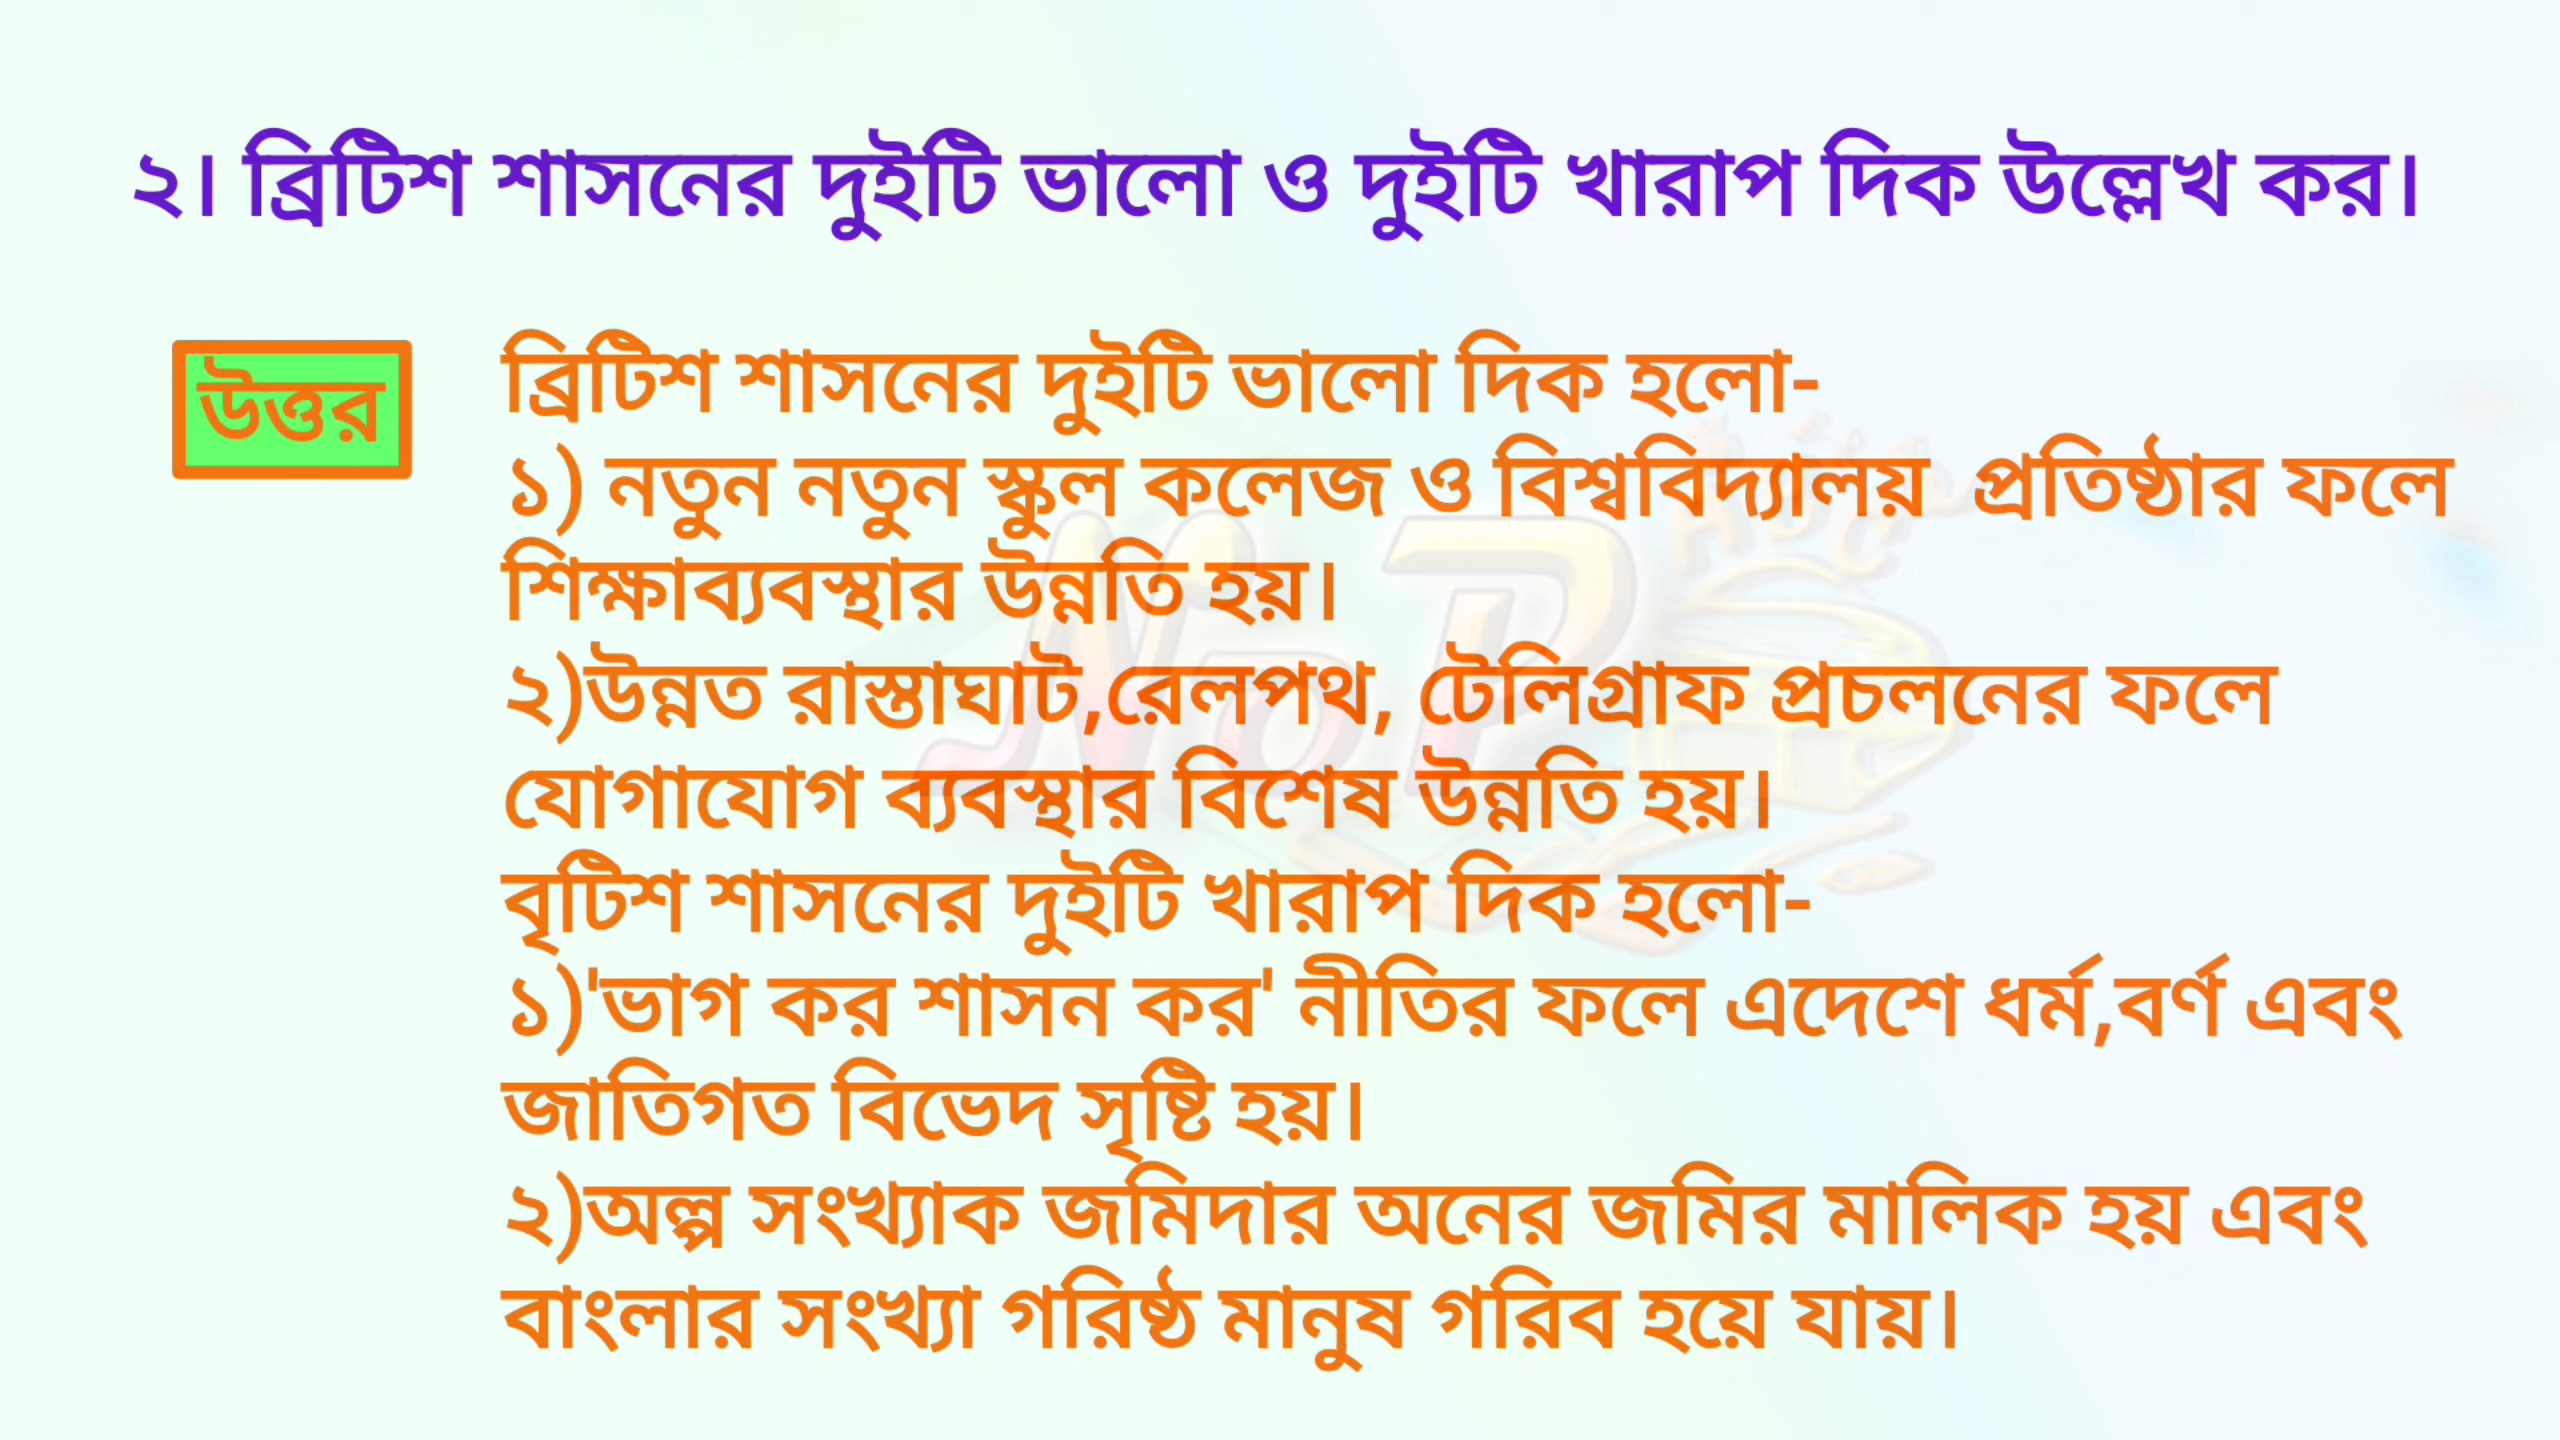 ২। ব্রিটিশ শাসনের দুইটি ভালো ও দুইটি খারাপ দিক উল্লেখ কর।
উত্তর
ব্রিটিশ শাসনের দুইটি ভালো দিক হলো-
১) নতুন নতুন স্কুল কলেজ ও বিশ্ববিদ্যালয় প্রতিষ্ঠার ফলে
শিক্ষাব্যবস্থার উন্নতি হয়।
২)উন্নত রাস্তাঘাট,রেলপথ, টেলিগ্রাফ প্রচলনের ফলে
যোগাযোগ ব্যবস্থার বিশেষ উন্নতি হয়।
বৃটিশ শাসনের দুইটি খারাপ দিক হলো-
১)'ভাগ কর শাসন কর' নীতির ফলে এদেশে ধর্ম,বর্ণ এবং
জাতিগত বিভেদ সৃষ্টি হয়।
২)অল্প সংখ্যাক জমিদার অনের জমির মালিক হয় এবং
বাংলার সংখ্যা গরিষ্ঠ মানুষ গরিব হয়ে যায়।
NoP
ABC